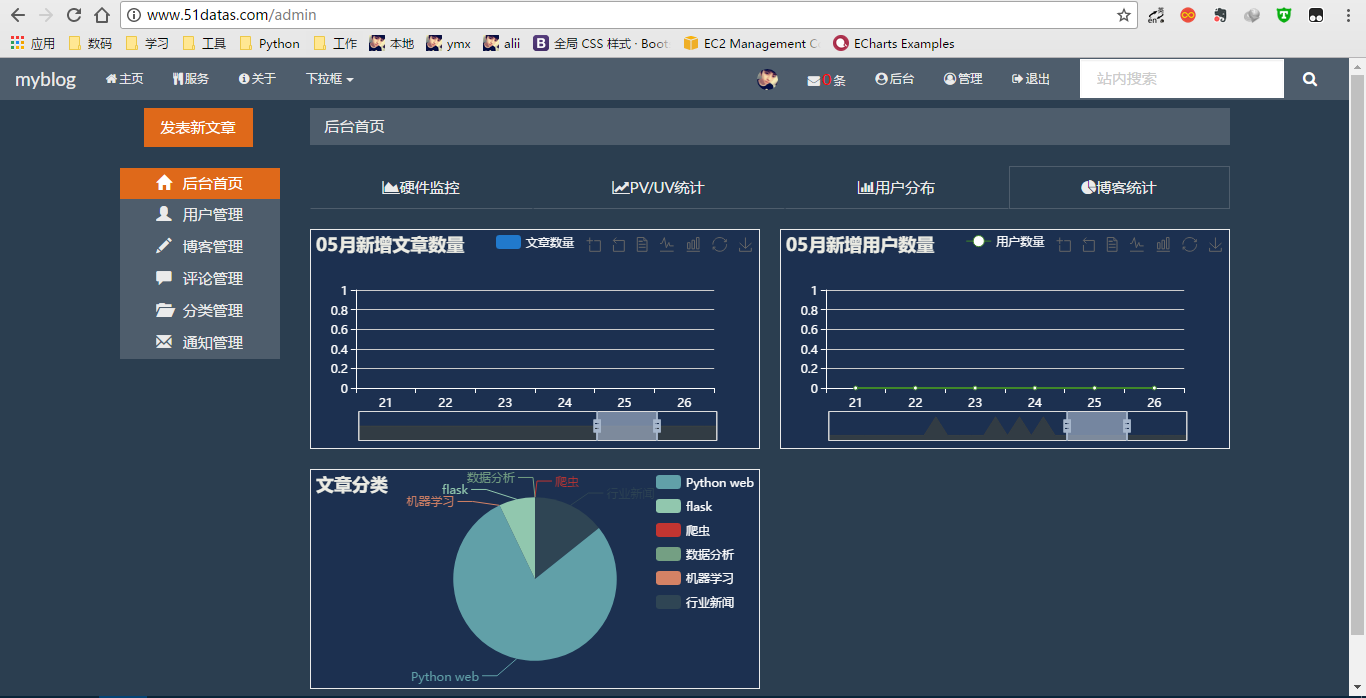 www.51datas.com/admin
应用 数码 学习 工具 Python 工作 本地 ymx alii 全局 CSS 样式 · Boot EC2 Management C ECharts Examples
myblog 主页 服务 关于 下拉框 0条 后台 管理 退出 站内搜索
发表新文章
后台首页
后台首页
用户管理
博客管理
评论管理
分类管理
通知管理
硬件监控 PV/UV统计 用户分布 博客统计
05月新增文章数量 文章数量
1
0.8
0.6
0.4
0.2
0
21 22 23 24 25 26
05月新增用户数量 用户数量
1
0.8
0.6
0.4
0.2
0
21 22 23 24 25 26
文章分类
数据分析 爬虫
flask 行业新闻
机器学习
Python web
Python web
flask
爬虫
数据分析
机器学习
行业新闻